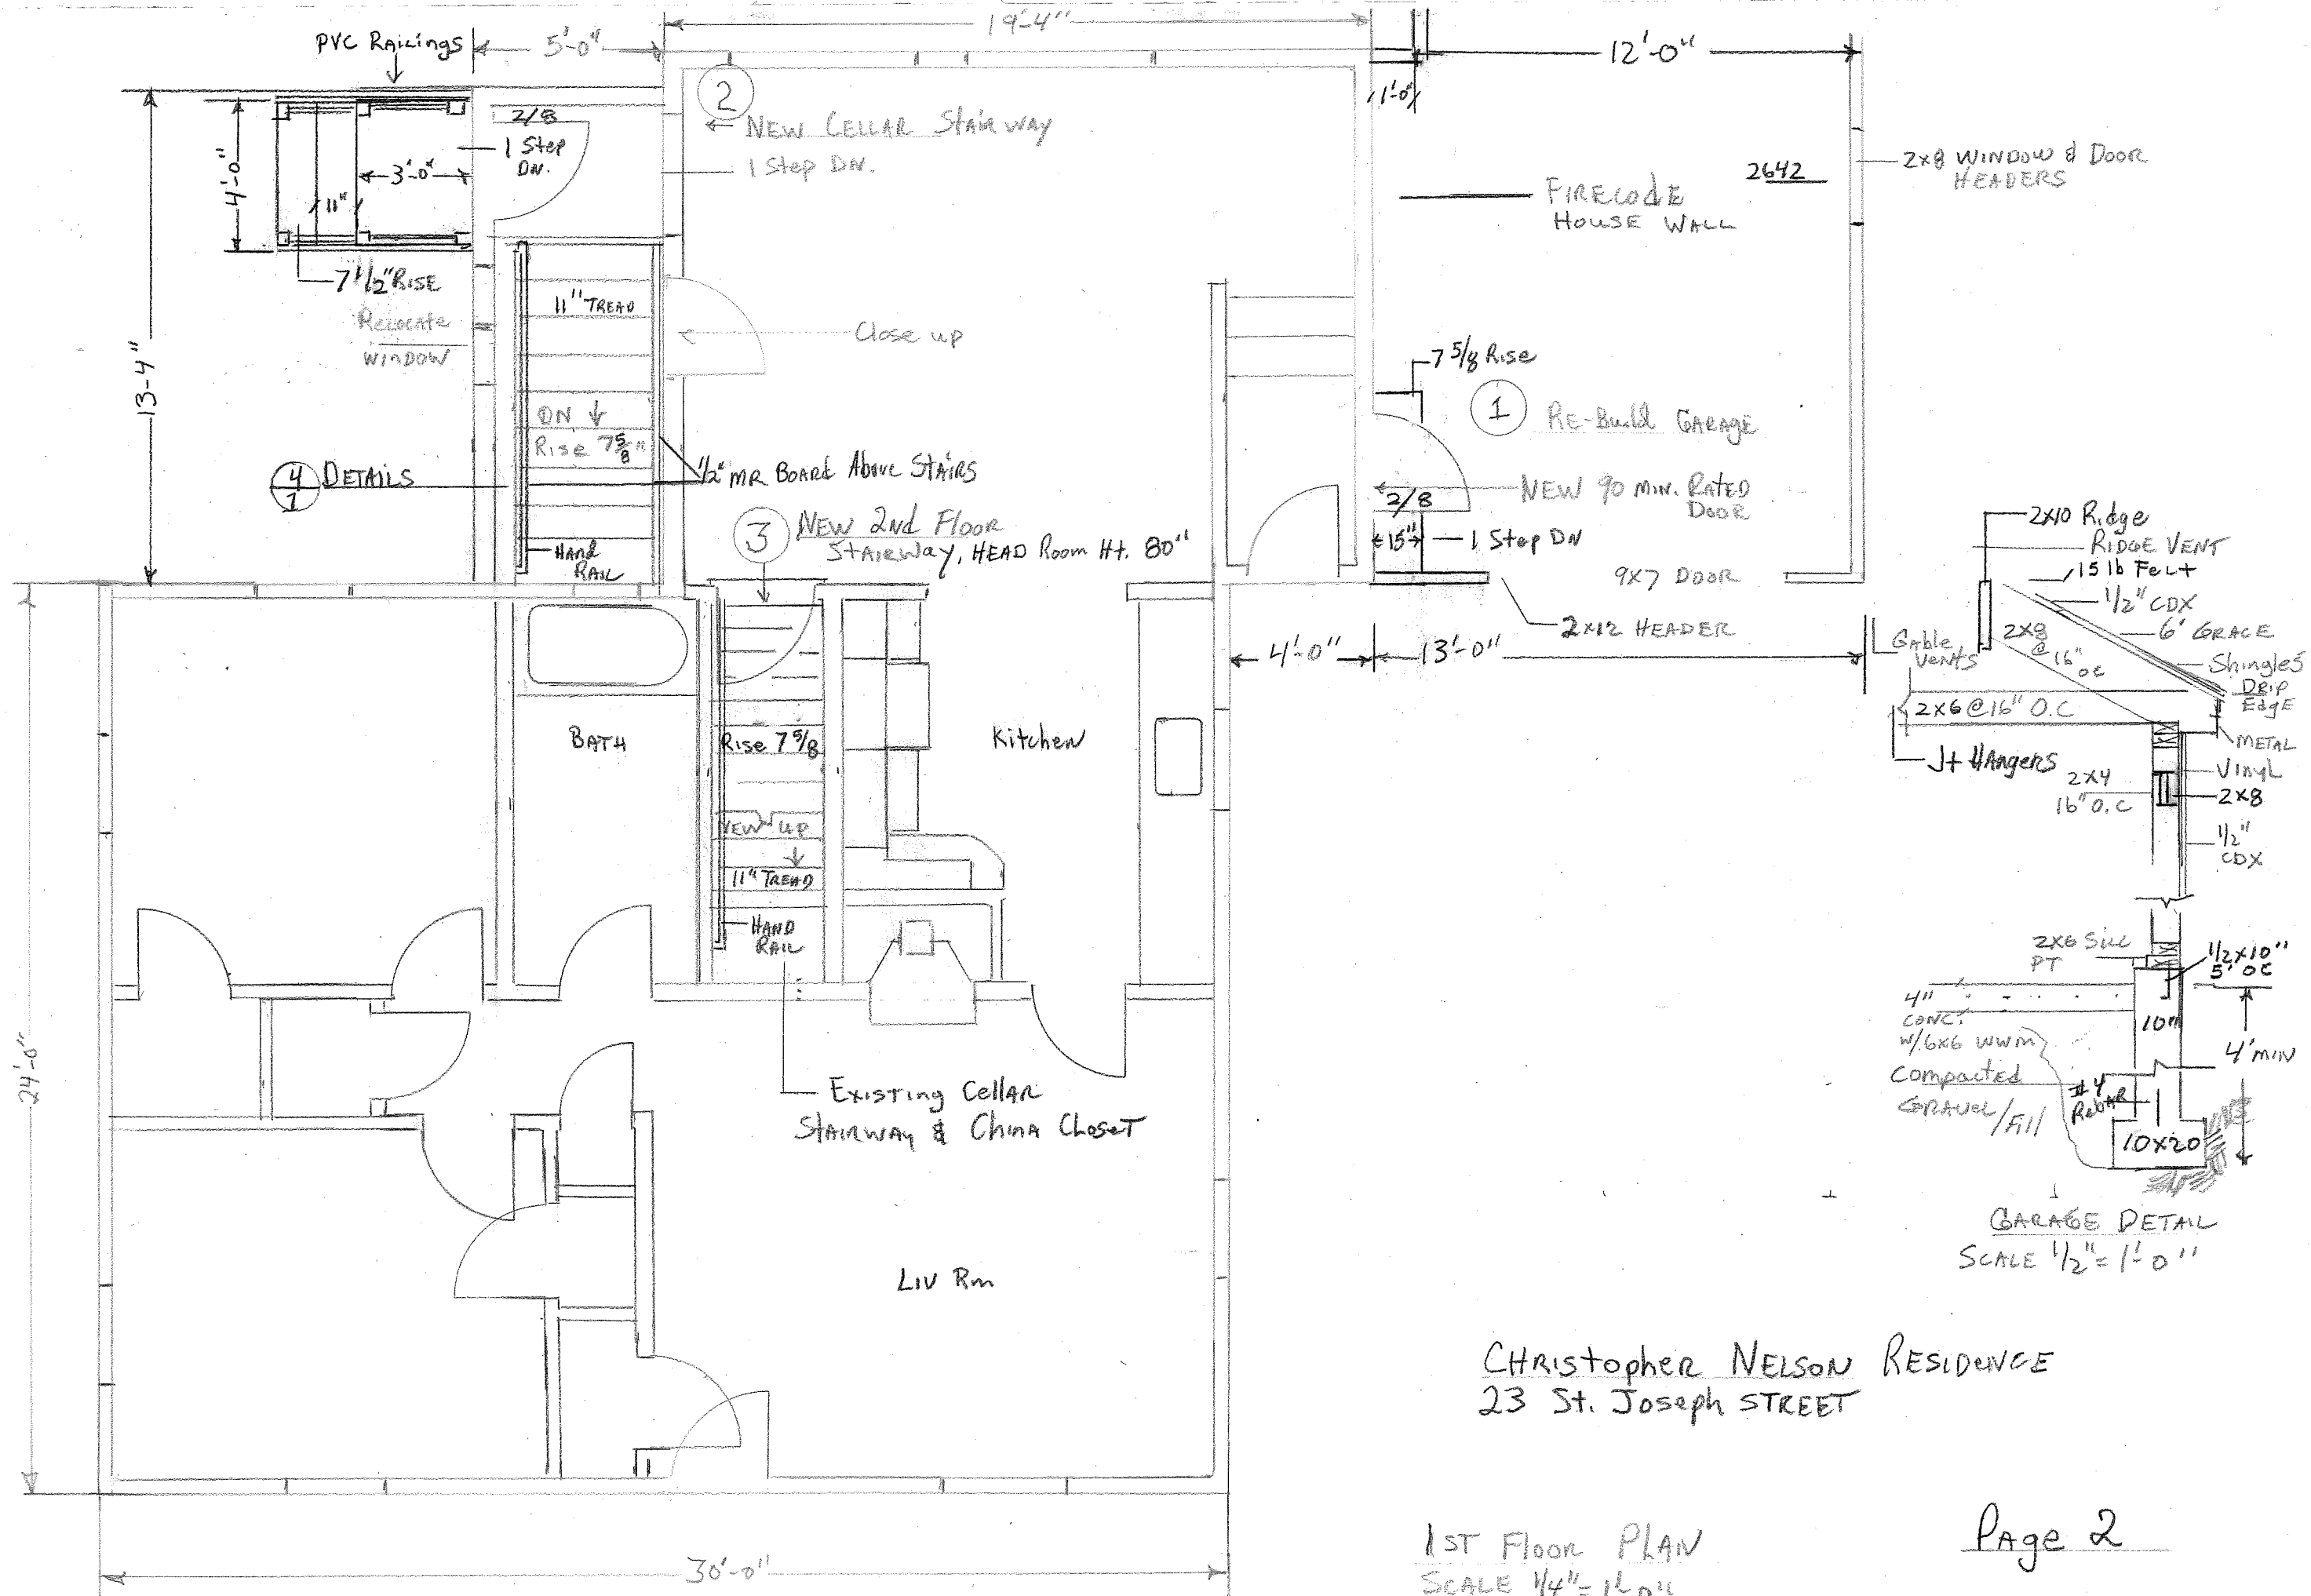 19'-4"
PVC Railings
5'-0"
12'-0"
1'-0"
2
NEW CELLAR STAIRWAY
1 Step DN.
2/8
1 Step
DN.
3'-0"
4'-0"
11"
7 1/2" RISE
2642
2x8 WINDOW & DOOR
HEADERS
FIRECODE
HOUSE WALL
Relocate
WINDOW
11" TREAD
Close up
13-4"
7 5/8 Rise
1
RE-Build GARAGE
DN
Rise 7 5/8"
4
1
DETAILS
1/2" MR BOARD Above STAIRS
NEW 90 MIN. RATED
DOOR
2/8
15"
1 Step DN
3
NEW 2nd Floor
STAIRWAY, HEAD Room Ht. 80"
HAND
RAIL
9x7 DOOR
2x12 HEADER
4'-0"
13'-0"
2x10 Ridge
RIDGE VENT
15 lb Felt
1/2" CDX
6' GRACE
Shingles
DRIP
Edge
2x8
@
16"
OC
Gable
VENTS
2x6 @ 16" O.C
METAL
Jt HANGERS
VINYL
2x4
16" O.C
2x8
1/2"
CDX
BATH
Rise 7 5/8
Kitchen
NEW UP
11" TREAD
HAND
RAIL
2x6 SILL
PT
1/2x10"
5' OC
4"
CONC.
W/6x6 WWM
10"
4' MIN
Compacted
GRAVEL/Fill
#4
RebAR
10x20
24'-0"
EXISTING CELLAR
STAIRWAY & CHINA CLOSET
GARAGE DETAIL
SCALE 1/2" = 1'-0"
LIV Rm
CHRISTOPHER NELSON RESIDENCE
23 St. Joseph STREET
1ST Floor PLAN
SCALE 1/4" = 1'-0"
Page 2
30'-0"